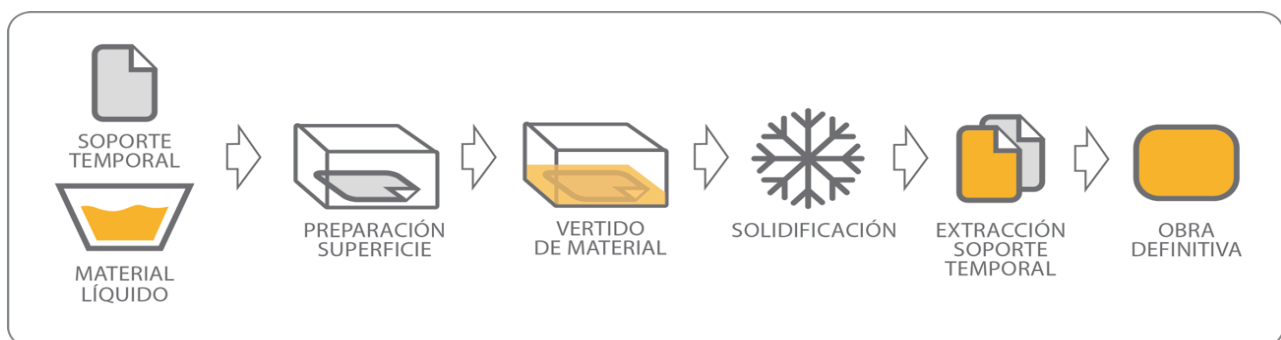 SOPORTE
TEMPORAL
MATERIAL
LÍQUIDO
PREPARACIÓN
SUPERFICIE
VERTIDO
DE MATERIAL
SOLIDIFICACIÓN
EXTRACCIÓN
SOPORTE
TEMPORAL
OBRA
DEFINITIVA